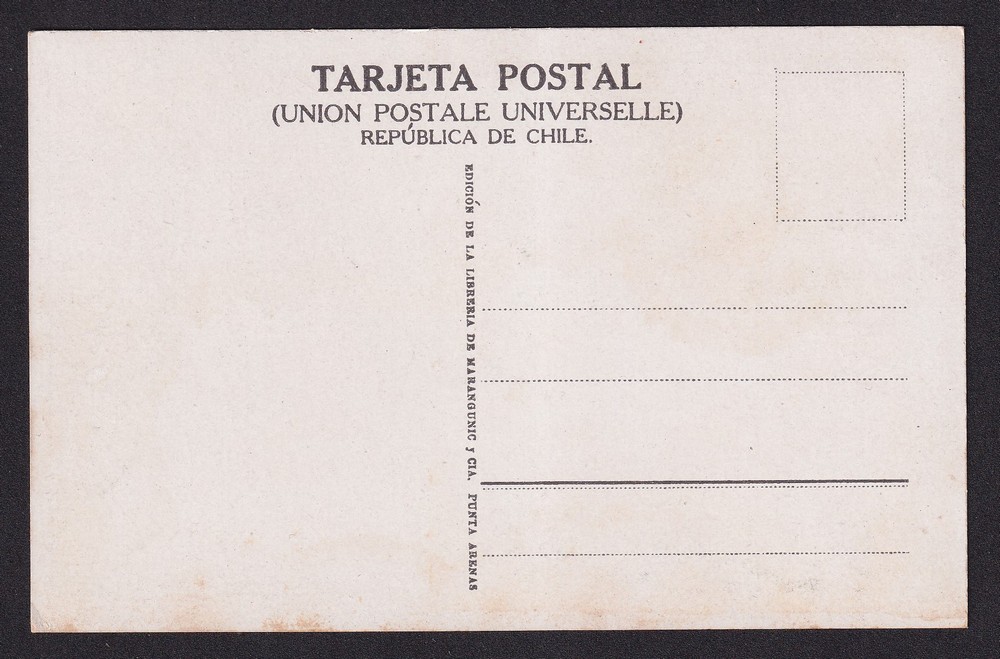 TARJETA POSTAL
(UNION POSTALE UNIVERSELLE)
REPÚBLICA DE CHILE.
EDICIÓN DE LA LIBRERIA DE MARANGUNIC y CIA. PUNTA ARENAS